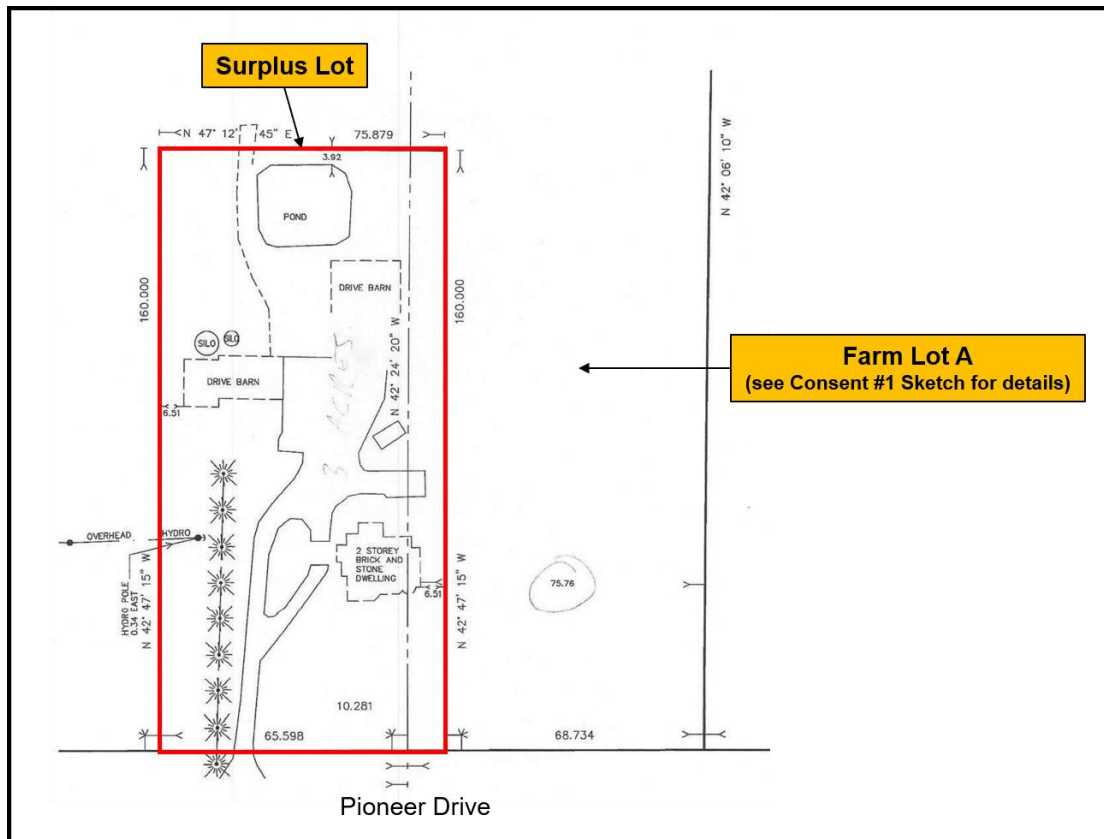 Surplus Lot
N 47° 12' 45" E 75.879
3.92
POND
N 42° 06' 10" W
DRIVE BARN
160.000
160.000
SILO
SILO
N 42° 24' 20" W
DRIVE BARN
3 ACRES
6.51
Farm Lot A
(see Consent #1 Sketch for details)
OVERHEAD HYDRO
2 STOREY
BRICK AND
STONE
DWELLING
6.51
75.76
HYDRO POLE
0.34 EAST
N 42° 47' 15" W
N 42° 47' 15" W
10.281
65.598
68.734
Pioneer Drive